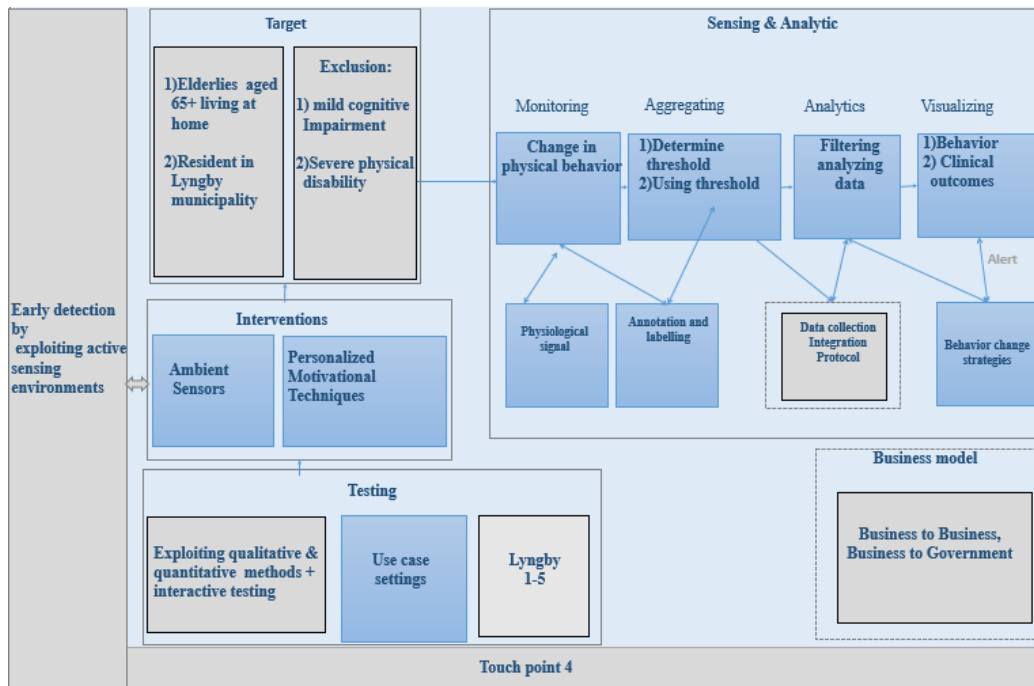 Early detection
by
exploiting active
sensing
environments
Target
1)Elderlies aged
65+ living at
home
2)Resident in
Lyngby
municipality
Exclusion:
1) mild cognitive
Impairment
2)Severe physical
disability
Interventions
Ambient
Sensors
Personalized
Motivational
Techniques
Testing
Exploiting qualitative &
quantitative methods +
interactive testing
Use case
settings
Lyngby
1-5
Sensing & Analytic
Monitoring
Aggregating
Analytics
Visualizing
Change in
physical behavior
1)Determine
threshold
2)Using threshold
Filtering
analyzing
data
1)Behavior
2) Clinical
outcomes
Alert
Physiological
signal
Annotation and
labelling
Data collection
Integration
Protocol
Behavior change
strategies
Business model
Business to Business,
Business to Government
Touch point 4